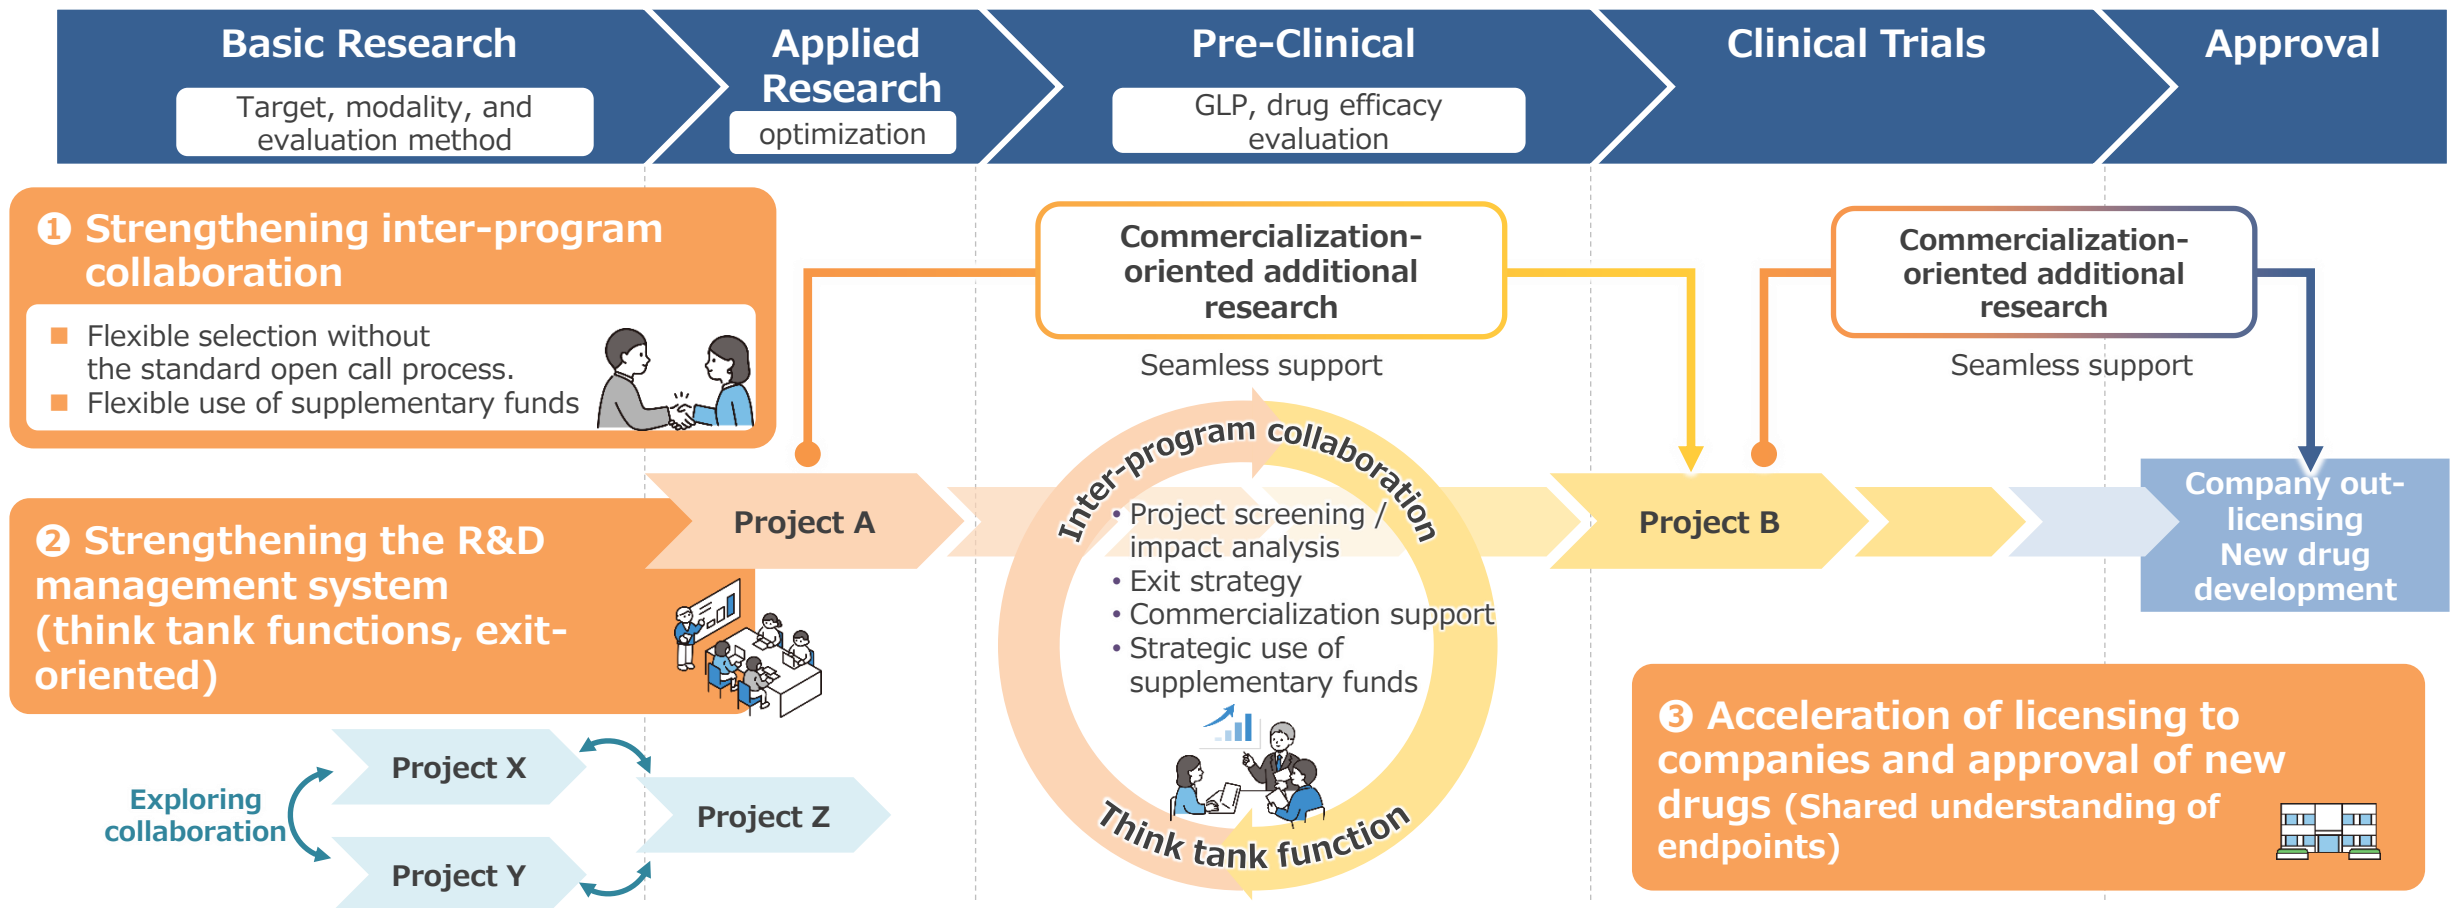 Basic Research
Target, modality, and
evaluation method
Applied
Research
optimization
Pre-Clinical
GLP, drug efficacy
evaluation
Clinical Trials
Approval
❶ Strengthening inter-program
collaboration
■ Flexible selection without
the standard open call process.
■ Flexible use of supplementary funds
Commercialization-
oriented additional
research
Seamless support
Commercialization-
oriented additional
research
Seamless support
❷ Strengthening the R&D
management system
(think tank functions, exit-
oriented)
Project A
Inter-program collaboration
• Project screening /
impact analysis
• Exit strategy
• Commercialization support
• Strategic use of
supplementary funds
Think tank function
Project B
Company out-
licensing
New drug
development
Exploring
collaboration
Project X
Project Y
Project Z
❸ Acceleration of licensing to
companies and approval of new
drugs (Shared understanding of
endpoints)